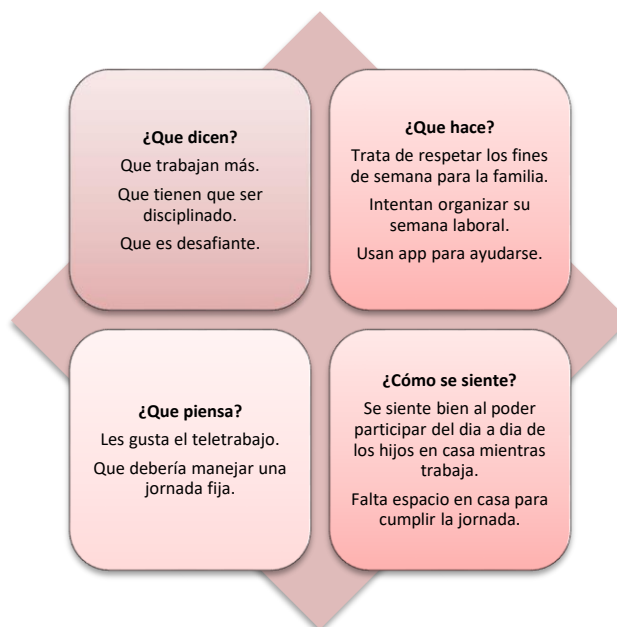 ¿Que dicen?
Que trabajan más.
Que tienen que ser
disciplinado.
Que es desafiante.
¿Que hace?
Trata de respetar los fines
de semana para la familia.
Intentan organizar su
semana laboral.
Usan app para ayudarse.
¿Que piensa?
Les gusta el teletrabajo.
Que debería manejar una
jornada fija.
¿Cómo se siente?
Se siente bien al poder
participar del dia a dia de
los hijos en casa mientras
trabaja.
Falta espacio en casa para
cumplir la jornada.